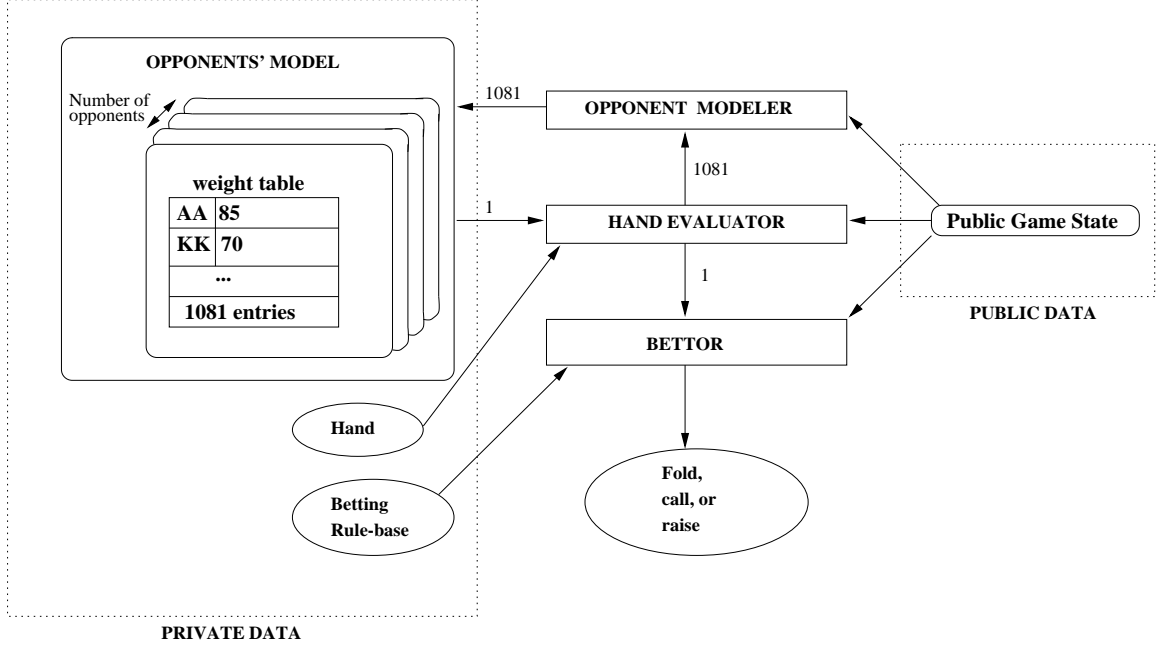 OPPONENTS' MODEL
Number of
opponents
weight table
AA 85
KK 70
...
1081 entries
1081
OPPONENT MODELER
1081
1
HAND EVALUATOR
Public Game State
1
PUBLIC DATA
BETTOR
Hand
Betting
Rule-base
Fold,
call, or
raise
PRIVATE DATA